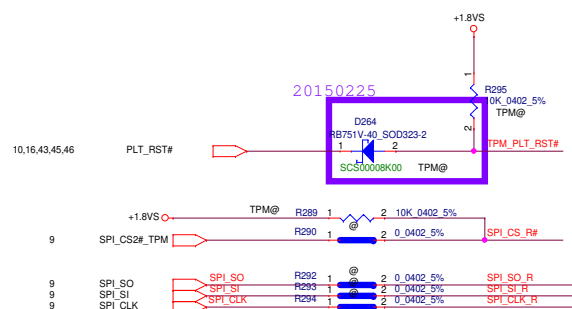 +1.8VS
20150225
1
R295
10K_0402_5%
TPM@
2
D264
RB751V-40_SOD323-2
10,16,43,45,46 PLT_RST# 1 2 TPM_PLT_RST#
SCS00008K00 TPM@
+1.8VS TPM@ R289 1 2 10K_0402_5%
@
9 SPI_CS2#_TPM R290 1 2 0_0402_5% SPI_CS_R#
@
9 SPI_SO SPI_SO R292 1 2 0_0402_5% SPI_SO_R
@
9 SPI_SI SPI_SI R293 1 2 0_0402_5% SPI_SI_R
@
9 SPI_CLK SPI_CLK R294 1 2 0_0402_5% SPI_CLK_R